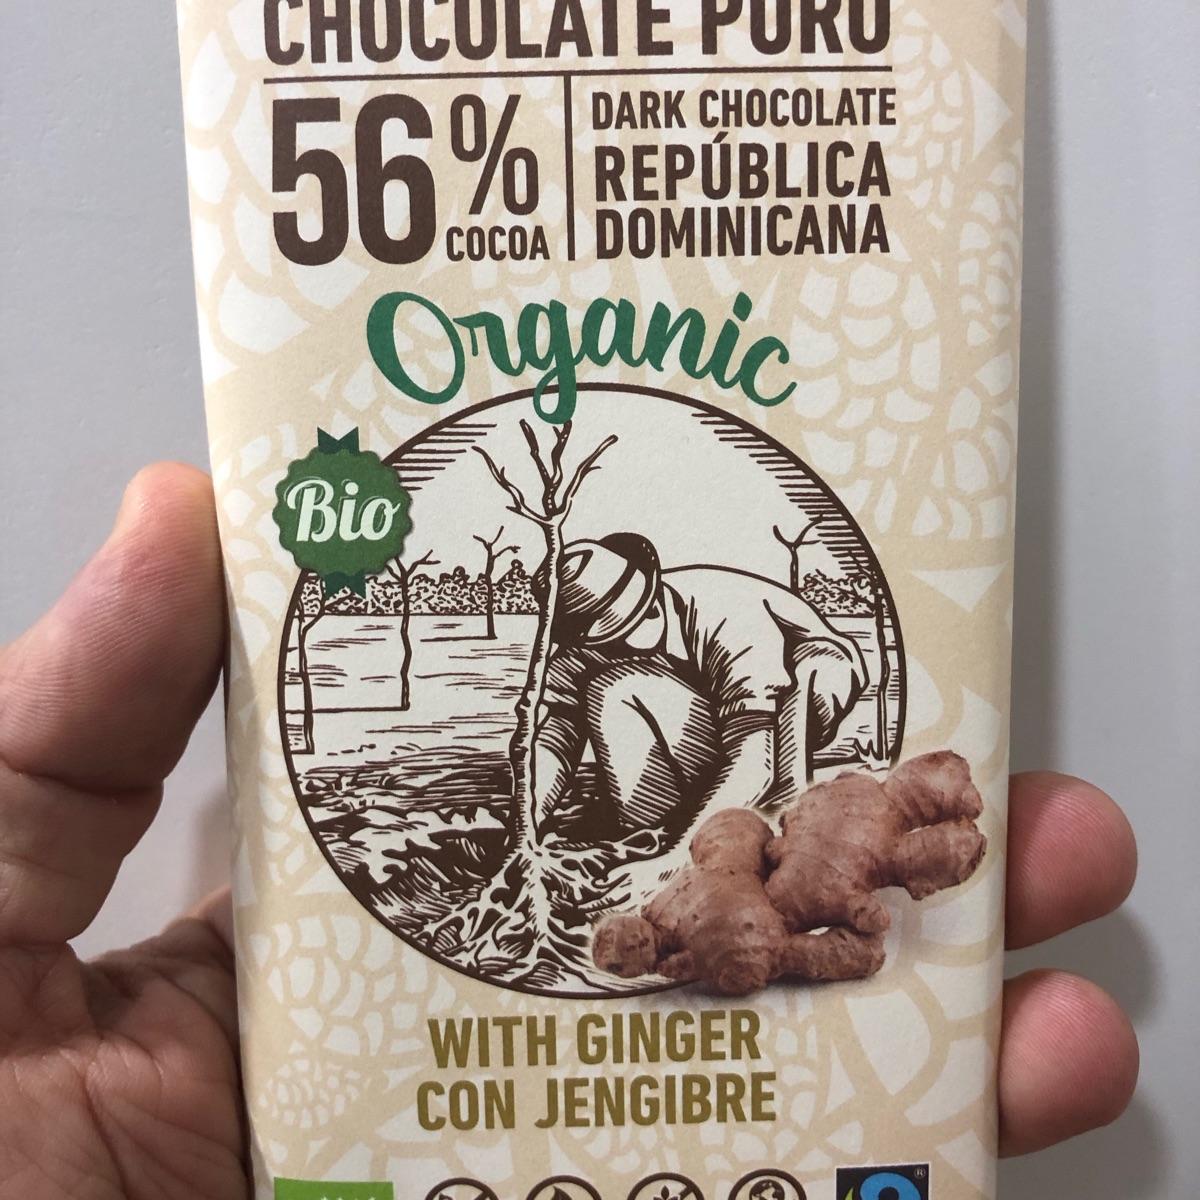 CHOCOLATE PURO
56% COCOA
DARK CHOCOLATE
REPÚBLICA
DOMINICANA
Organic
Bio
WITH GINGER
CON JENGIBRE
®